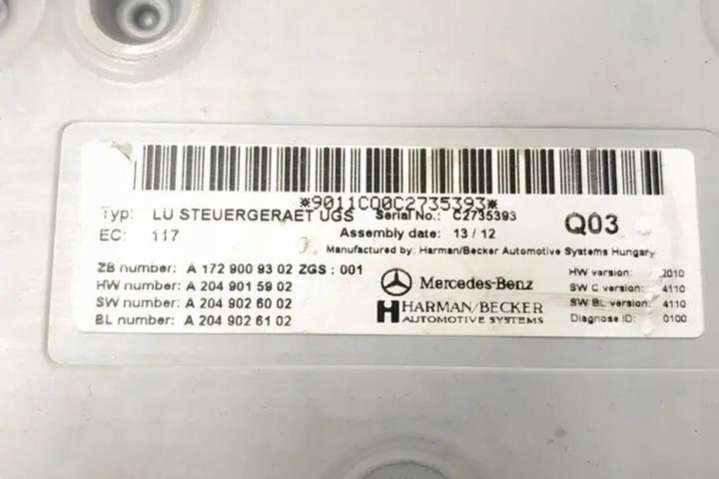 *9011CQ0C2735393*
Typ: LU STEUERGERAET UGS Serial No.: C2735393 Q03
EC: 117 Assembly date: 13 / 12
Manufactured by: Harman/Becker Automotive Systems Hungary
ZB number: A 172 900 93 02 ZGS : 001 Mercedes-Benz HW version: 2010
HW number: A 204 901 59 02 SW C version: 4110
SW number: A 204 902 60 02 HARMAN/BECKER SW BL version: 4110
BL number: A 204 902 61 02 AUTOMOTIVE SYSTEMS Diagnose ID: 0100